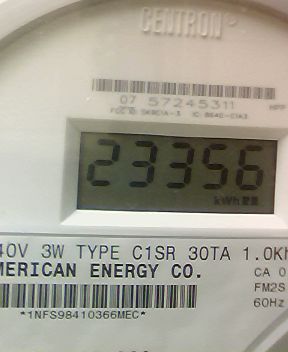 CENTRON®
07 57245311
23356
kWh
40V 3W TYPE C1SR 30TA 1.0Kh
MERICAN ENERGY CO.
CA 0
FM2S
60Hz
*1NFS98410366MEC*